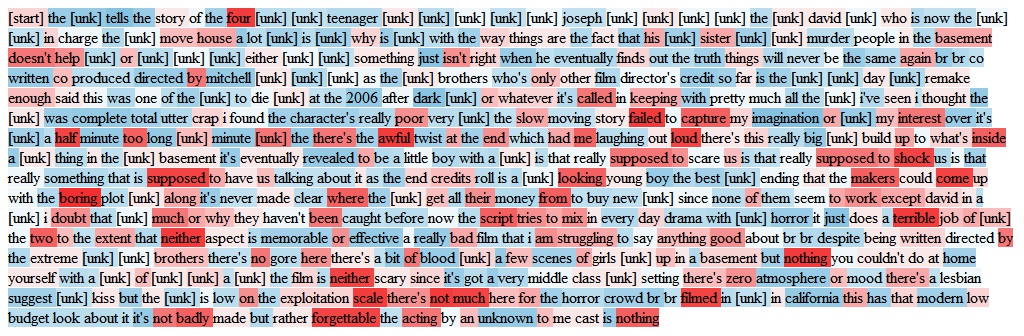 [start] the [unk] tells the story of the four [unk] [unk] teenager [unk] [unk] [unk] [unk] [unk] joseph [unk] [unk] [unk] [unk] the [unk] david [unk] who is now the [unk]
[unk] in charge the [unk] move house a lot [unk] is [unk] why is [unk] with the way things are the fact that his [unk] sister [unk] [unk] murder people in the basement
doesn't help [unk] or [unk] [unk] [unk] either [unk] [unk] something just isn't right when he eventually finds out the truth things will never be the same again br br co
written co produced directed by mitchell [unk] [unk] [unk] as the [unk] brothers who's only other film director's credit so far is the [unk] [unk] day [unk] remake
enough said this was one of the [unk] to die [unk] at the 2006 after dark [unk] or whatever it's called in keeping with pretty much all the [unk] i've seen i thought the
[unk] was complete total utter crap i found the character's really poor very [unk] the slow moving story failed to capture my imagination or [unk] my interest over it's
[unk] a half minute too long [unk] minute [unk] the there's the awful twist at the end which had me laughing out loud there's this really big [unk] build up to what's inside
a [unk] thing in the [unk] basement it's eventually revealed to be a little boy with a [unk] is that really supposed to scare us is that really supposed to shock us is that
really something that is supposed to have us talking about it as the end credits roll is a [unk] looking young boy the best [unk] ending that the makers could come up
with the boring plot [unk] along it's never made clear where the [unk] get all their money from to buy new [unk] since none of them seem to work except david in a
[unk] i doubt that [unk] much or why they haven't been caught before now the script tries to mix in every day drama with [unk] horror it just does a terrible job of [unk]
the two to the extent that neither aspect is memorable or effective a really bad film that i am struggling to say anything good about br br despite being written directed by
the extreme [unk] [unk] brothers there's no gore here there's a bit of blood [unk] a few scenes of girls [unk] up in a basement but nothing you couldn't do at home
yourself with a [unk] of [unk] [unk] a [unk] the film is neither scary since it's got a very middle class [unk] setting there's zero atmosphere or mood there's a lesbian
suggest [unk] kiss but the [unk] is low on the exploitation scale there's not much here for the horror crowd br br filmed in [unk] in california this has that modern low
budget look about it it's not badly made but rather forgettable the acting by an unknown to me cast is nothing